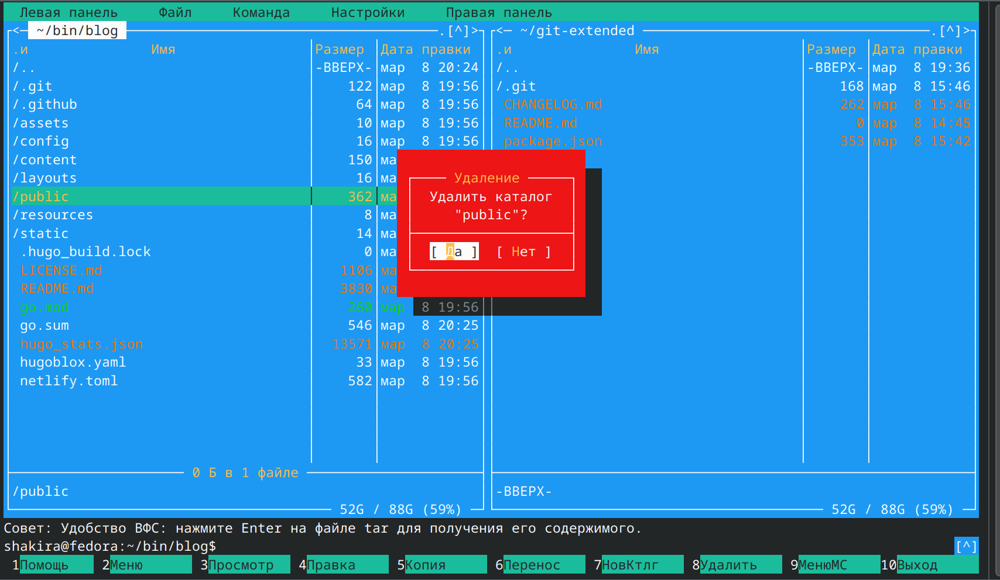 Левая панель Файл Команда Настройки Правая панель
<─ ~/bin/blog .[^]> <─ ~/git-extended .[^]>
.и Имя Размер Дата правки .и Имя Размер Дата правки
/.. -ВВЕРХ- мар 8 20:24 /.. -ВВЕРХ- мар 8 19:36
/.git 122 мар 8 19:56 /.git 168 мар 8 15:46
/.github 64 мар 8 19:56 CHANGELOG.md 262 мар 8 15:46
/assets 10 мар 8 19:56 README.md 0 мар 8 14:45
/config 16 мар 8 19:56 package.json 353 мар 8 15:42
/content 150 ма
/layouts 16 ма Удаление
/public 362 ма Удалить каталог
/resources 8 ма "public"?
/static 14 ма
.hugo_build.lock 0 ма [ Да ] [ Нет ]
LICENSE.md 1106 ма
README.md 3830 ма
go.mod 260 мар 8 19:56
go.sum 546 мар 8 20:25
hugo_stats.json 13571 мар 8 20:25
hugoblox.yaml 33 мар 8 19:56
netlify.toml 582 мар 8 19:56
0 Б в 1 файле
/public -ВВЕРХ-
52G / 88G (59%) 52G / 88G (59%)
Совет: Удобство ВФС: нажмите Enter на файле tar для получения его содержимого.
shakira@fedora:~/bin/blog$ [^]
1Помощь 2Меню 3Просмотр 4Правка 5Копия 6Перенос 7НовКтлг 8Удалить 9МенюMC 10Выход